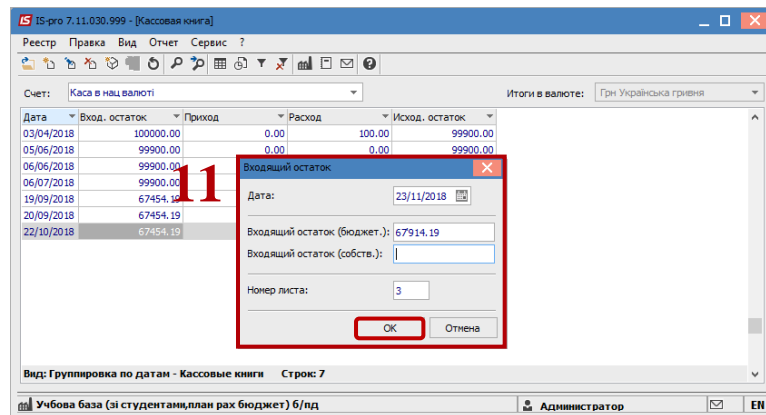 IS-pro 7.11.030.999 - [Кассовая книга]
Реестр Правка Вид Отчет Сервис ?
Счет: Каса в нац валюті Итоги в валюте: Грн Українська гривня
Дата Вход. остаток Приход Расход Исход. остаток
03/04/2018 100000.00 0.00 100.00 99900.00
05/06/2018 99900.00 0.00 0.00 99900.00
06/06/2018 99900.00
06/07/2018 99900.00
19/09/2018 67454.19
20/09/2018 67454.19
22/10/2018 67454.19
11
Входящий остаток
Дата: 23/11/2018
Входящий остаток (бюджет.): 67'914.19
Входящий остаток (собств.):
Номер листа: 3
OK Отмена
Вид: Группировка по датам - Кассовые книги Строк: 7
Учбова база (зі студентами,план рах бюджет) б/пд Администратор EN